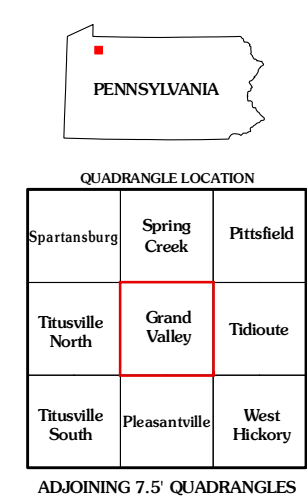 PENNSYLVANIA
QUADRANGLE LOCATION
Spartansburg
Spring
Creek
Pittsfield
Titusville
North
Grand
Valley
Tidioute
Titusville
South
Pleasantville
West
Hickory
ADJOINING 7.5' QUADRANGLES